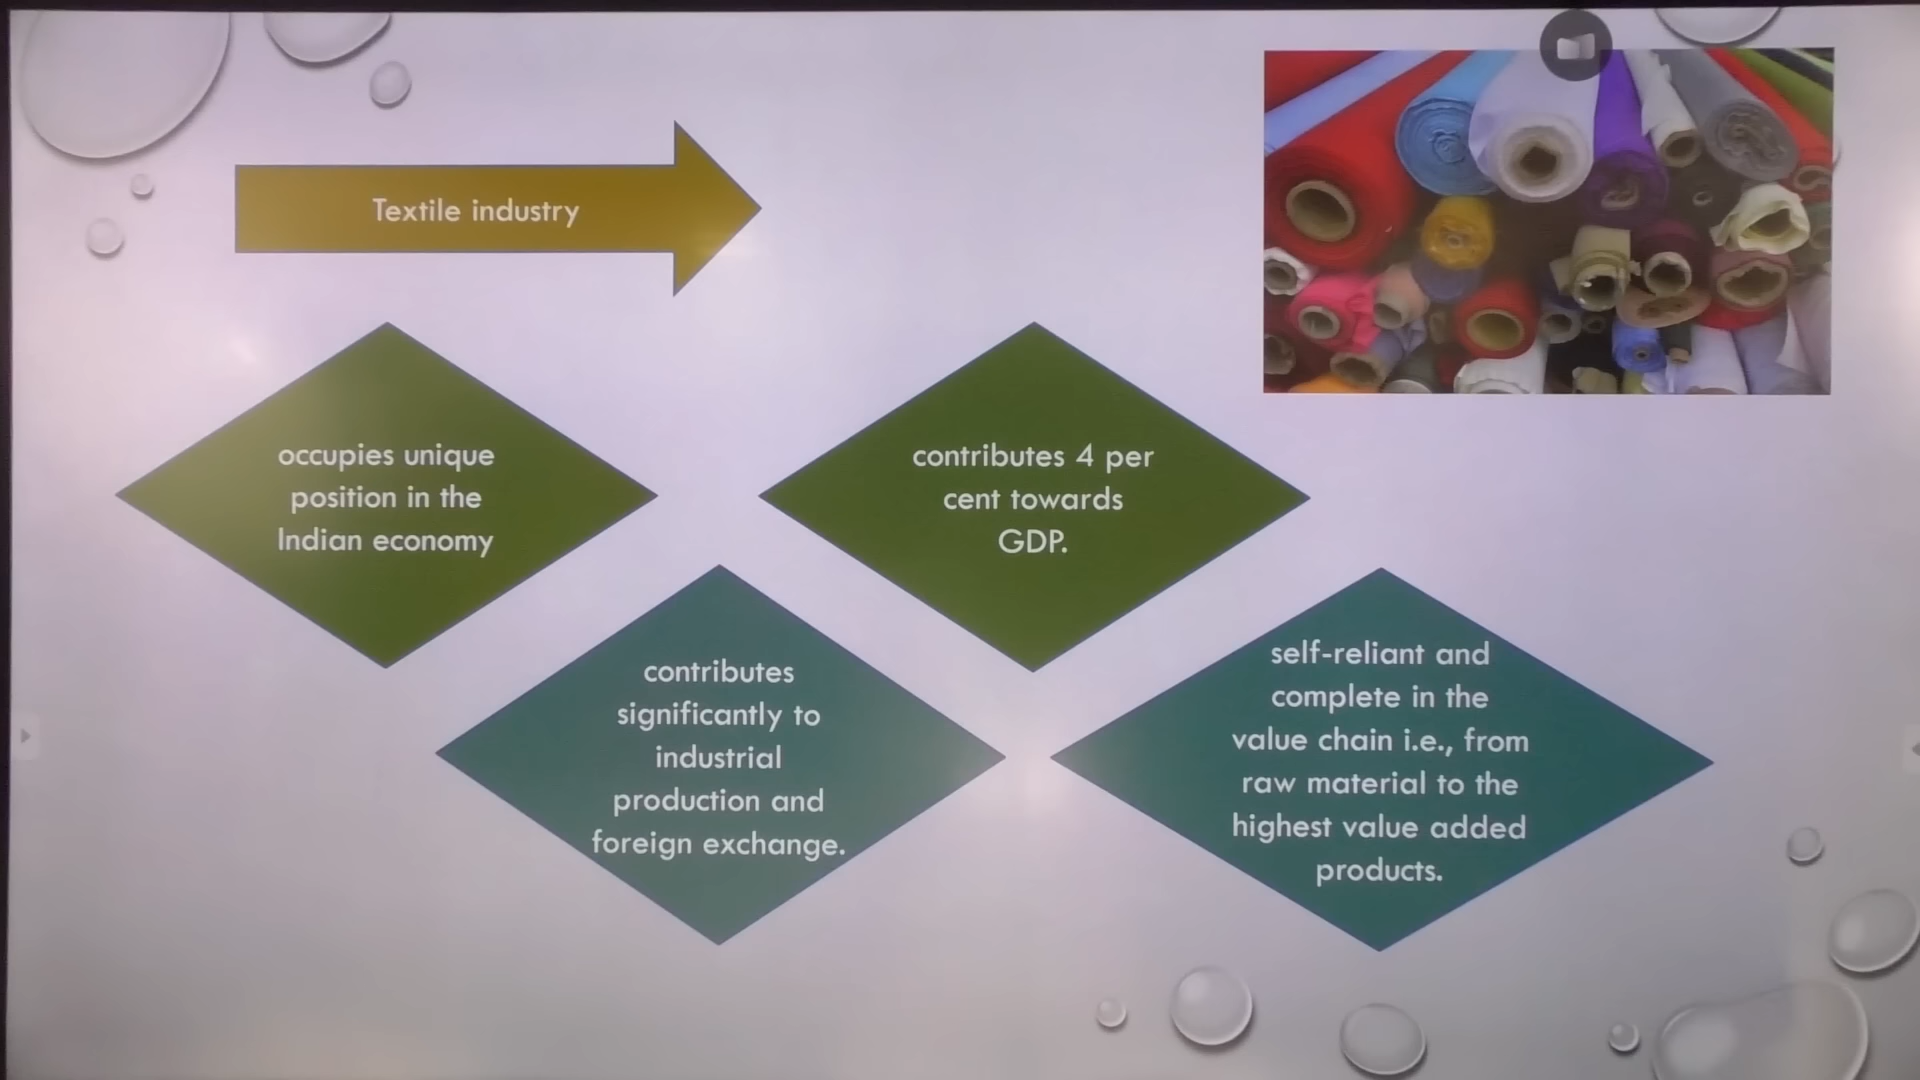 Textile industry
occupies unique
position in the
Indian economy
contributes
significantly to
industrial
production and
foreign exchange.
contributes 4 per
cent towards
GDP.
self-reliant and
complete in the
value chain i.e., from
raw material to the
highest value added
products.